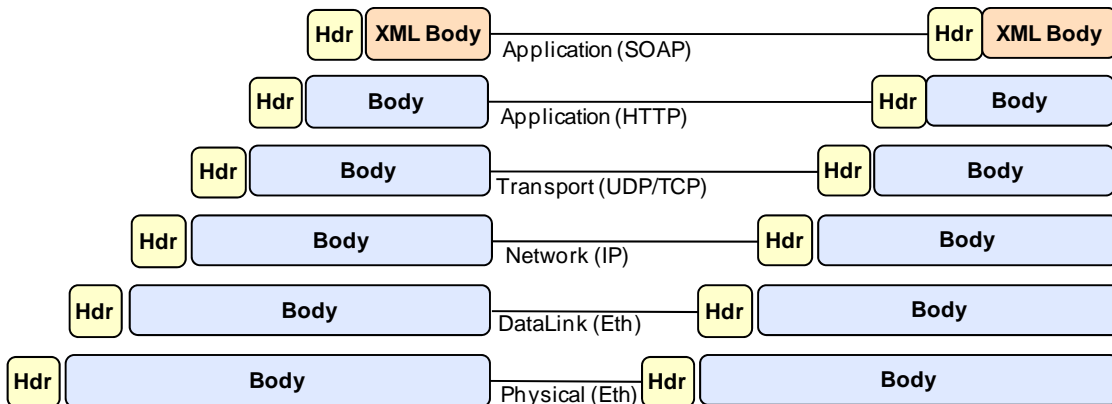 Hdr XML Body Application (SOAP) Hdr XML Body
Hdr Body Application (HTTP) Hdr Body
Hdr Body Transport (UDP/TCP) Hdr Body
Hdr Body Network (IP) Hdr Body
Hdr Body DataLink (Eth) Hdr Body
Hdr Body Physical (Eth) Hdr Body